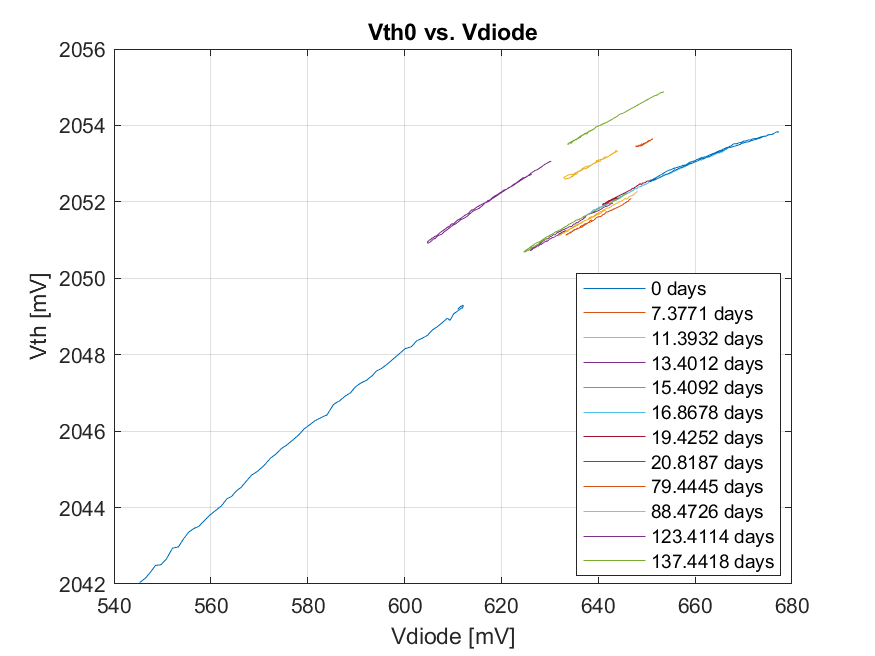 Vth0 vs. Vdiode
2056
2054
2052
2050
2048
2046
2044
2042
Vth [mV]
0 days
7.3771 days
11.3932 days
13.4012 days
15.4092 days
16.8678 days
19.4252 days
20.8187 days
79.4445 days
88.4726 days
123.4114 days
137.4418 days
540 560 580 600 620 640 660 680
Vdiode [mV]